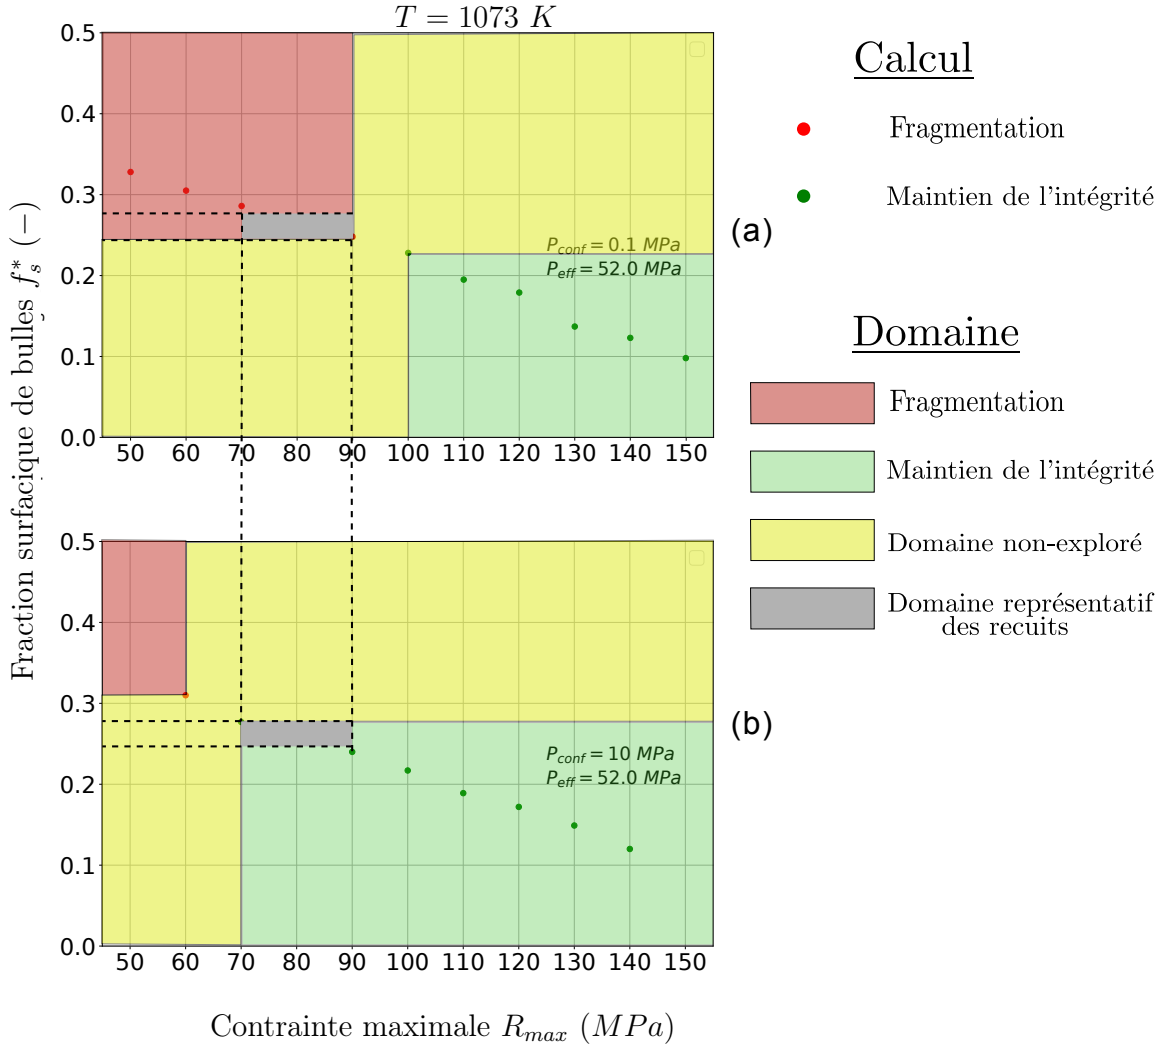 T = 1073 K
0.5
0.4
0.3
0.2
0.1
0.0
P_conf = 0.1 MPa
P_eff = 52.0 MPa
50 60 70 80 90 100 110 120 130 140 150
(a)
0.5
0.4
0.3
0.2
0.1
0.0
P_conf = 10 MPa
P_eff = 52.0 MPa
50 60 70 80 90 100 110 120 130 140 150
(b)
Fraction surfacique de bulles f_s^* (−)
Contrainte maximale R_max (MPa)
Calcul
Fragmentation
Maintien de l'intégrité
Domaine
Fragmentation
Maintien de l'intégrité
Domaine non-exploré
Domaine représentatif
des recuits